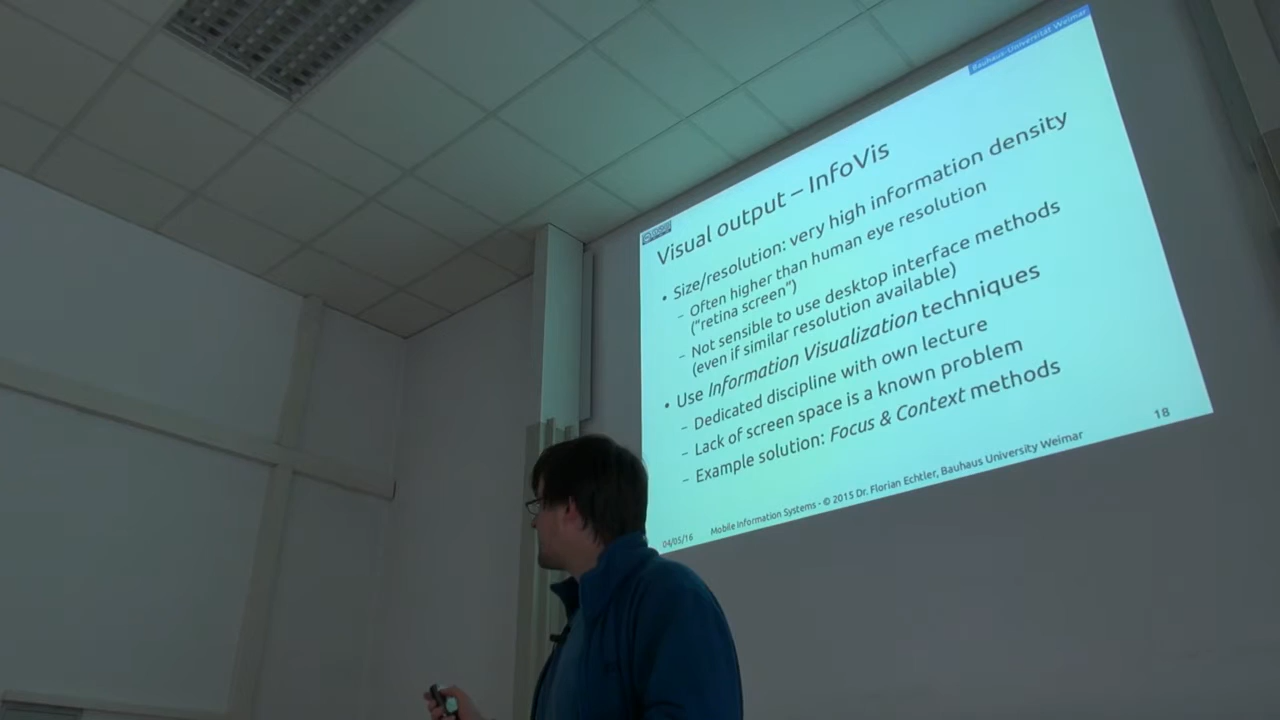 Bauhaus-Universität Weimar
Visual output – InfoVis
• Size/resolution: very high information density
– Often higher than human eye resolution
("retina screen")
– Not sensible to use desktop interface methods
(even if similar resolution available)
• Use Information Visualization techniques
– Dedicated discipline with own lecture
– Lack of screen space is a known problem
– Example solution: Focus & Context methods
04/05/16
Mobile Information Systems - © 2015 Dr. Florian Echtler, Bauhaus University Weimar
18